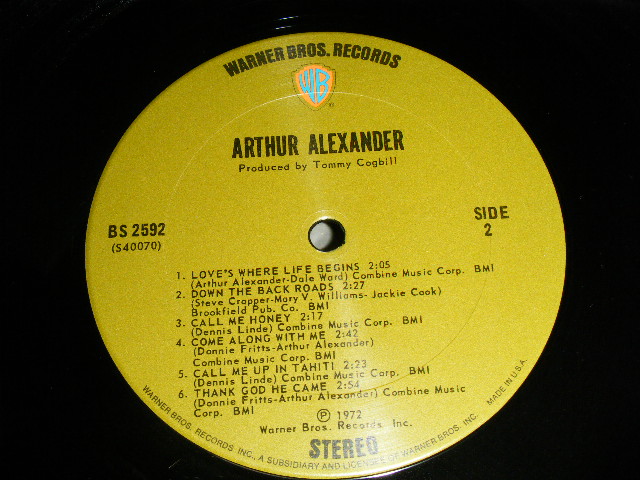 WARNER BROS. RECORDS
WB
ARTHUR ALEXANDER
Produced by Tommy Cogbill
BS 2592
(S40070)
SIDE
2
1. LOVE'S WHERE LIFE BEGINS 2:05
(Arthur Alexander-Dale Ward) Combine Music Corp. BMI
2. DOWN THE BACK ROADS 2:27
(Steve Cropper-Mary V. Williams- Jackie Cook)
Brookfield Pub. Co. BMI
3. CALL ME HONEY 2:17
(Dennis Linde) Combine Music Corp. BMI
4. COME ALONG WITH ME 2:42
(Donnie Fritts-Arthur Alexander)
Combine Music Corp. BMI
5. CALL ME UP IN TAHITI 2:23
(Dennis Linde) Combine Music Corp. BMI
6. THANK GOD HE CAME 2:54
(Donnie Fritts-Arthur Alexander) Combine Music
Corp. BMI
Ⓟ 1972
Warner Bros. Records Inc.
STEREO
WARNER BROS. RECORDS INC., A SUBSIDIARY AND LICENSEE OF WARNER BROS. INC. MADE IN U.S.A.